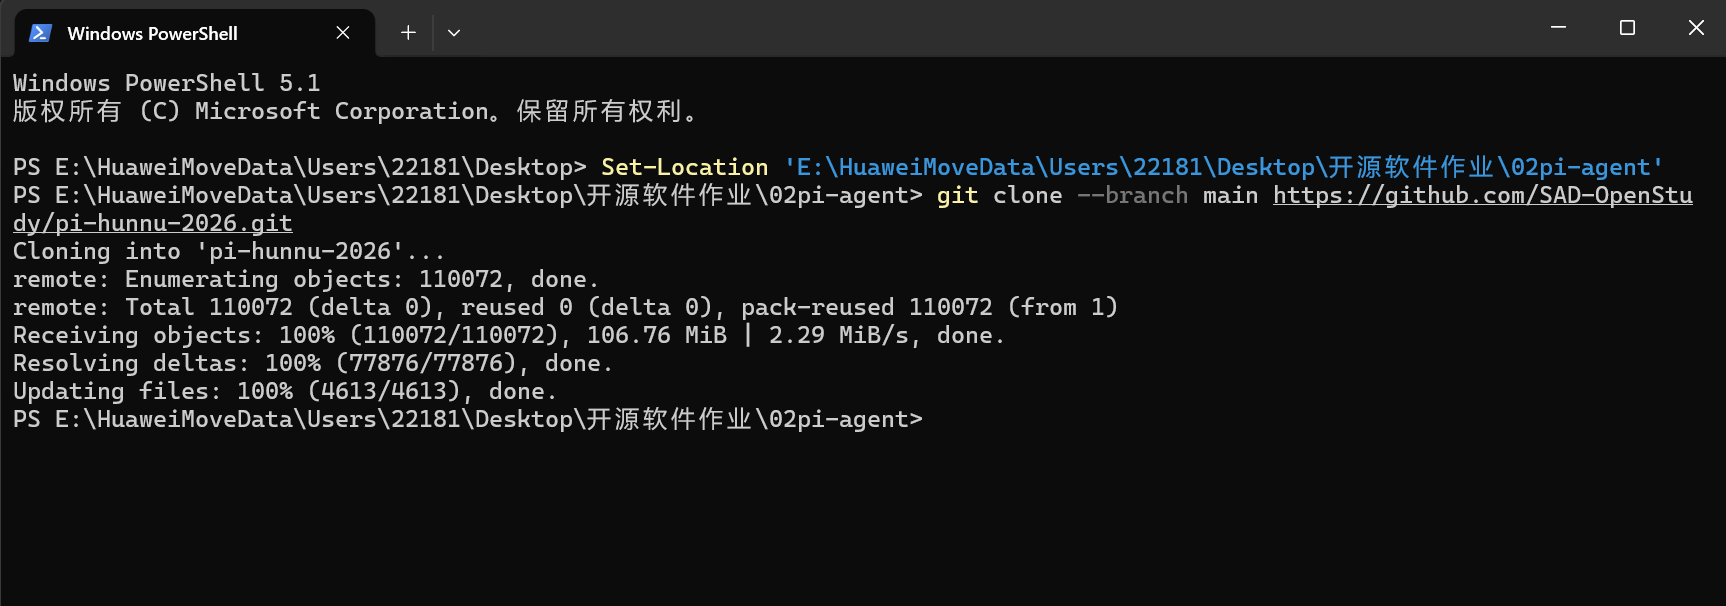 Windows PowerShell
Windows PowerShell 5.1
版权所有 (C) Microsoft Corporation。保留所有权利。
PS E:\HuaweiMoveData\Users\22181\Desktop> Set-Location 'E:\HuaweiMoveData\Users\22181\Desktop\开源软件作业\02pi-agent'
PS E:\HuaweiMoveData\Users\22181\Desktop\开源软件作业\02pi-agent> git clone --branch main https://github.com/SAD-OpenStu
dy/pi-hunnu-2026.git
Cloning into 'pi-hunnu-2026'...
remote: Enumerating objects: 110072, done.
remote: Total 110072 (delta 0), reused 0 (delta 0), pack-reused 110072 (from 1)
Receiving objects: 100% (110072/110072), 106.76 MiB | 2.29 MiB/s, done.
Resolving deltas: 100% (77876/77876), done.
Updating files: 100% (4613/4613), done.
PS E:\HuaweiMoveData\Users\22181\Desktop\开源软件作业\02pi-agent>